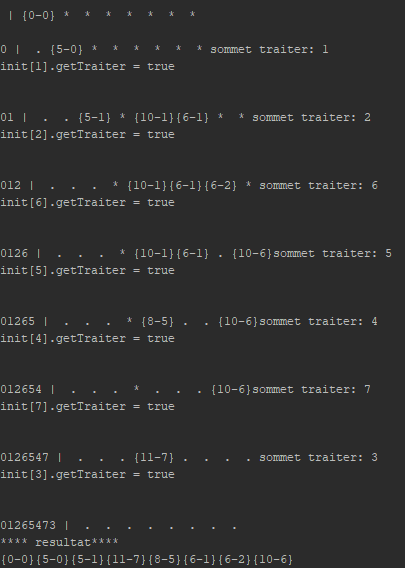 | {0-0} * * * * * * *
0 | . {5-0} * * * * * * sommet traiter: 1
init[1].getTraiter = true
01 | . . {5-1} * {10-1}{6-1} * * sommet traiter: 2
init[2].getTraiter = true
012 | . . . * {10-1}{6-1}{6-2} * sommet traiter: 6
init[6].getTraiter = true
0126 | . . . * {10-1}{6-1} . {10-6}sommet traiter: 5
init[5].getTraiter = true
01265 | . . . * {8-5} . . {10-6}sommet traiter: 4
init[4].getTraiter = true
012654 | . . . * . . . {10-6}sommet traiter: 7
init[7].getTraiter = true
0126547 | . . . {11-7} . . . . sommet traiter: 3
init[3].getTraiter = true
01265473 | . . . . . . . .
**** resultat****
{0-0}{5-0}{5-1}{11-7}{8-5}{6-1}{6-2}{10-6}